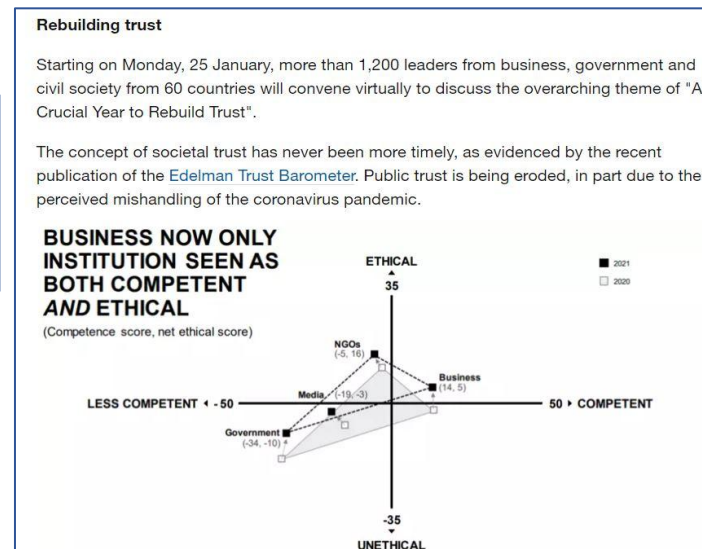 Rebuilding trust
Starting on Monday, 25 January, more than 1,200 leaders from business, government and
civil society from 60 countries will convene virtually to discuss the overarching theme of "A
Crucial Year to Rebuild Trust".
The concept of societal trust has never been more timely, as evidenced by the recent
publication of the Edelman Trust Barometer. Public trust is being eroded, in part due to the
perceived mishandling of the coronavirus pandemic.
BUSINESS NOW ONLY
INSTITUTION SEEN AS
BOTH COMPETENT
AND ETHICAL
(Competence score, net ethical score)
ETHICAL
35
2021
2020
NGOs
(-5, 16)
Business
(14, 5)
Media (-19, -3)
LESS COMPETENT -50
50 COMPETENT
Government
(-34, -10)
-35
UNETHICAL